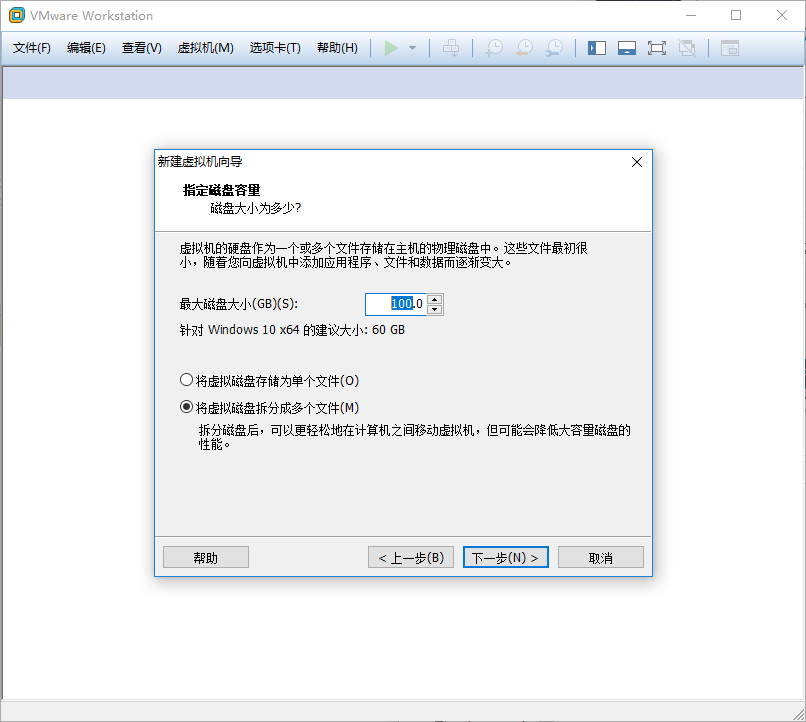 VMware Workstation
文件(F) 编辑(E) 查看(V) 虚拟机(M) 选项卡(T) 帮助(H)
新建虚拟机向导
指定磁盘容量
磁盘大小为多少?
虚拟机的硬盘作为一个或多个文件存储在主机的物理磁盘中。这些文件最初很
小，随着您向虚拟机中添加应用程序、文件和数据而逐渐变大。
最大磁盘大小(GB)(S): 100.0
针对 Windows 10 x64 的建议大小: 60 GB
将虚拟磁盘存储为单个文件(O)
将虚拟磁盘拆分成多个文件(M)
拆分磁盘后，可以更轻松地在计算机之间移动虚拟机，但可能会降低大容量磁盘的
性能。
帮助 < 上一步(B) 下一步(N) > 取消